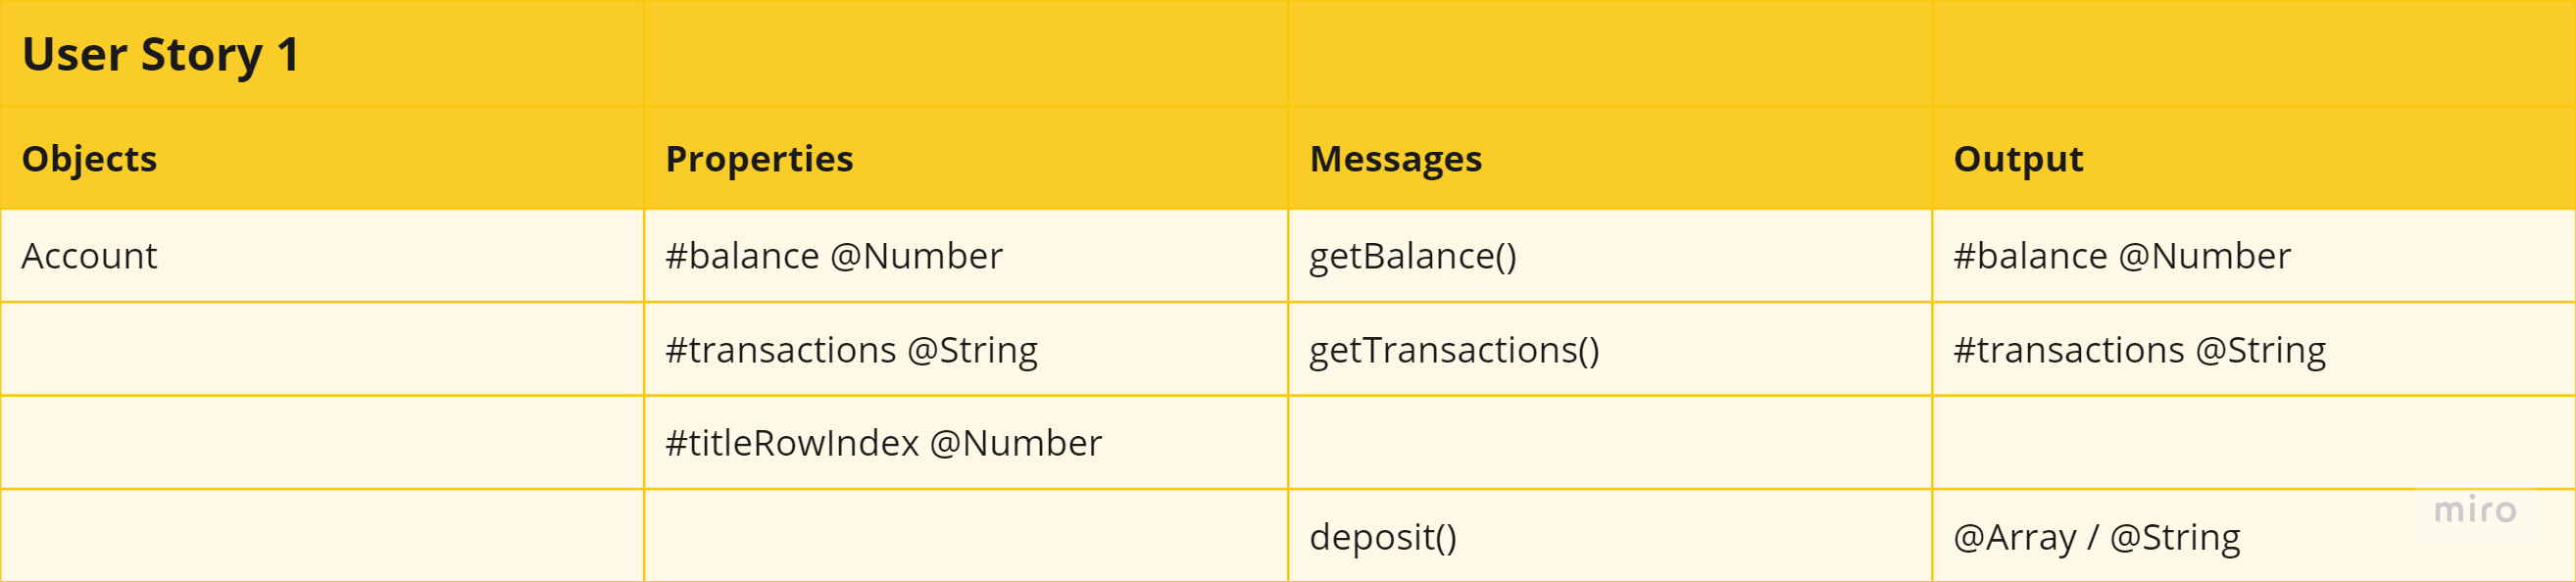 User Story 1
Objects Properties Messages Output
Account #balance @Number getBalance() #balance @Number
#transactions @String getTransactions() #transactions @String
#titleRowIndex @Number
deposit() @Array / @String
miro